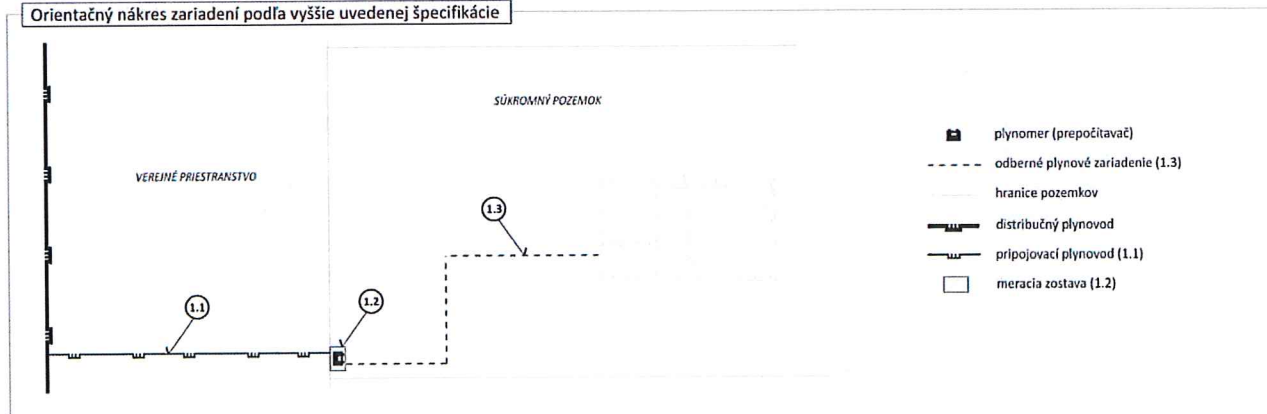 Orientačný nákres zariadení podľa vyššie uvedenej špecifikácie
SÚKROMNÝ POZEMOK
VEREJNÉ PRIESTRANSTVO
1.1
1.2
1.3
plynomer (prepočítavač)
odberné plynové zariadenie (1.3)
hranice pozemkov
distribučný plynovod
pripojovací plynovod (1.1)
meracia zostava (1.2)